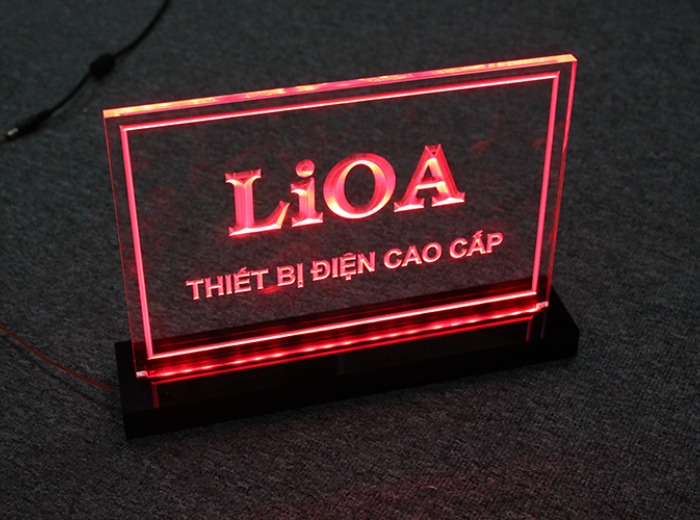 LiOA
THIẾT BỊ ĐIỆN CAO CẤP